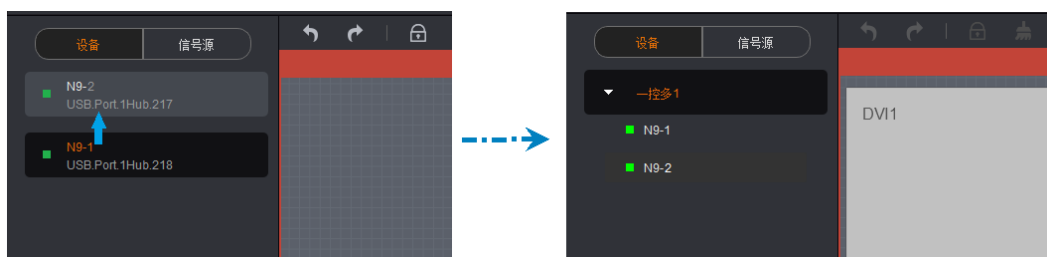 设备 信号源
N9-2
USB.Port.1Hub.217
N9-1
USB.Port.1Hub.218
设备 信号源
一控多1
N9-1
N9-2
DVI1